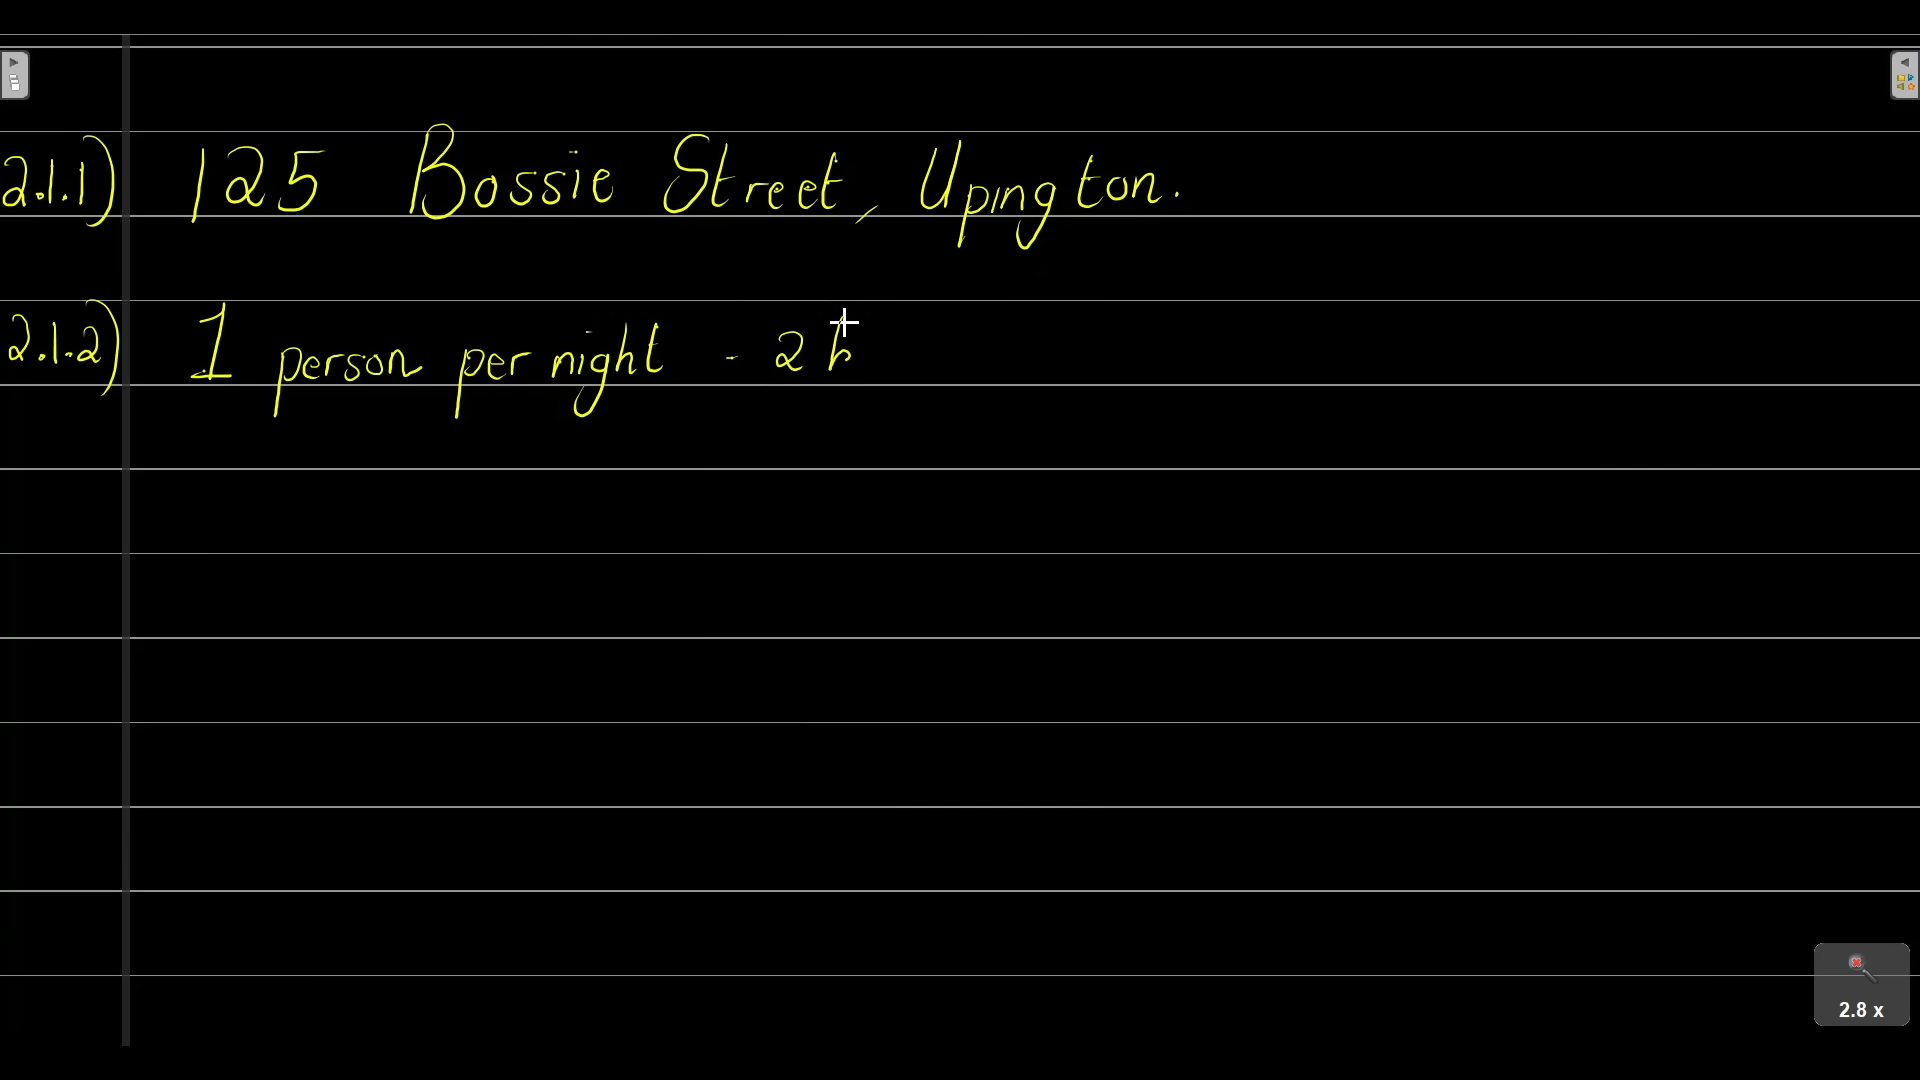 2.1.1) 125 Bossie Street, Upington.
2.1.2) 1 person per night - 2 h
2.8 x